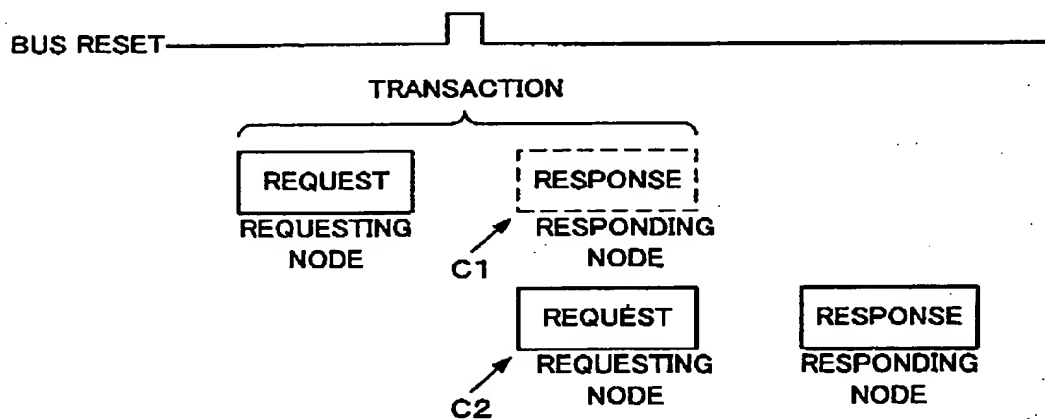 BUS RESET
TRANSACTION
REQUEST
RESPONSE
REQUESTING
NODE
RESPONDING
NODE
C1
REQUEST
RESPONSE
REQUESTING
NODE
RESPONDING
NODE
C2